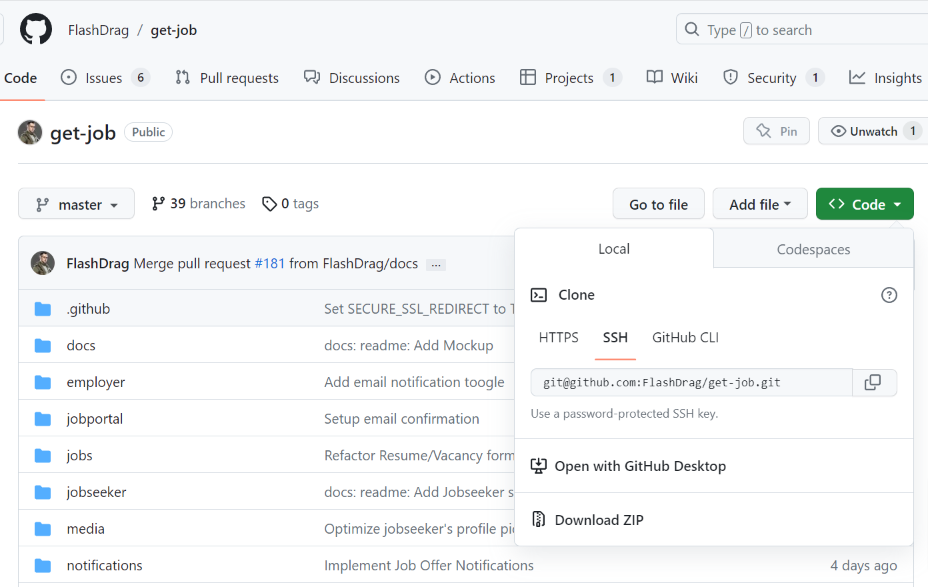 FlashDrag / get-job
Type / to search
Code Issues 6 Pull requests Discussions Actions Projects 1 Wiki Security 1 Insights
get-job Public Pin Unwatch 1
master 39 branches 0 tags Go to file Add file Code
FlashDrag Merge pull request #181 from FlashDrag/docs ...
.github Set SECURE_SSL_REDIRECT to
docs docs: readme: Add Mockup
employer Add email notification toogle
jobportal Setup email confirmation
jobs Refactor Resume/Vacancy form
jobseeker docs: readme: Add Jobseeker
media Optimize jobseeker's profile
notifications Implement Job Offer Notifications 4 days ago
Local Codespaces
Clone
HTTPS SSH GitHub CLI
git@github.com:FlashDrag/get-job.git
Use a password-protected SSH key.
Open with GitHub Desktop
Download ZIP